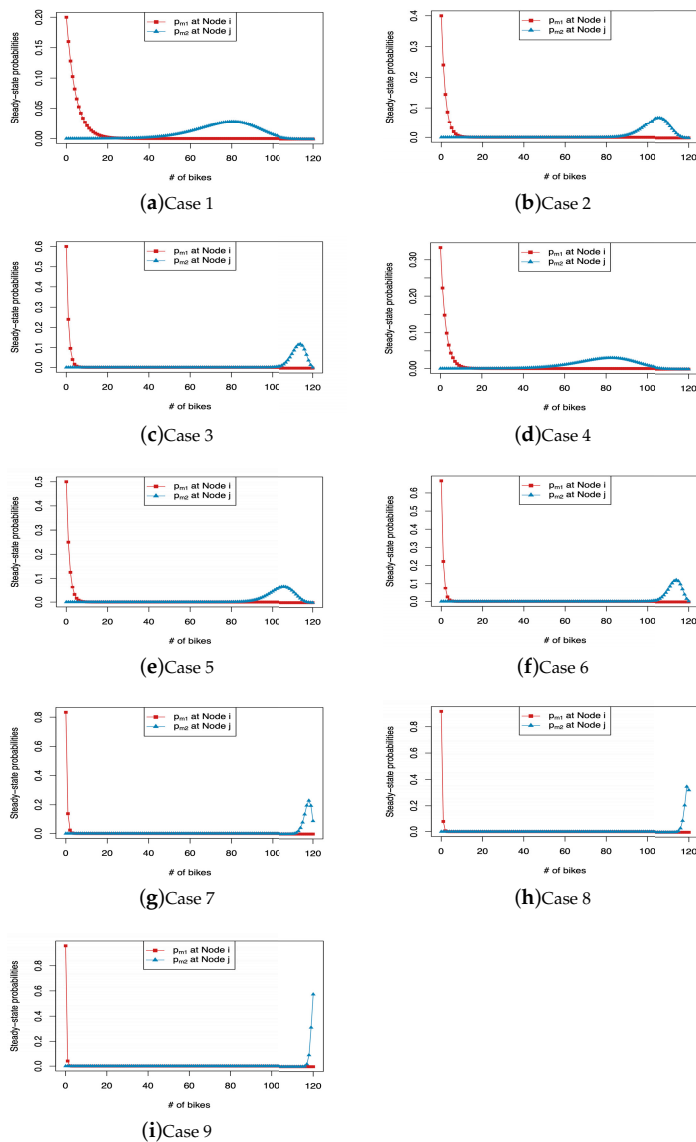 Steady-state probabilities
0.20
0.15
0.10
0.05
0.00
pm1 at Node i
pm2 at Node j
0 20 40 60 80 100 120
# of bikes
(a)Case 1
Steady-state probabilities
0.4
0.3
0.2
0.1
0.0
pm1 at Node i
pm2 at Node j
0 20 40 60 80 100 120
# of bikes
(b)Case 2
Steady-state probabilities
0.6
0.5
0.4
0.3
0.2
0.1
0.0
pm1 at Node i
pm2 at Node j
0 20 40 60 80 100 120
# of bikes
(c)Case 3
Steady-state probabilities
0.30
0.20
0.10
0.00
pm1 at Node i
pm2 at Node j
0 20 40 60 80 100 120
# of bikes
(d)Case 4
Steady-state probabilities
0.5
0.4
0.3
0.2
0.1
0.0
pm1 at Node i
pm2 at Node j
0 20 40 60 80 100 120
# of bikes
(e)Case 5
Steady-state probabilities
0.6
0.5
0.4
0.3
0.2
0.1
0.0
pm1 at Node i
pm2 at Node j
0 20 40 60 80 100 120
# of bikes
(f)Case 6
Steady-state probabilities
0.8
0.6
0.4
0.2
0.0
pm1 at Node i
pm2 at Node j
0 20 40 60 80 100 120
# of bikes
(g)Case 7
Steady-state probabilities
0.8
0.6
0.4
0.2
0.0
pm1 at Node i
pm2 at Node j
0 20 40 60 80 100 120
# of bikes
(h)Case 8
Steady-state probabilities
0.8
0.6
0.4
0.2
0.0
pm1 at Node i
pm2 at Node j
0 20 40 60 80 100 120
# of bikes
(i)Case 9